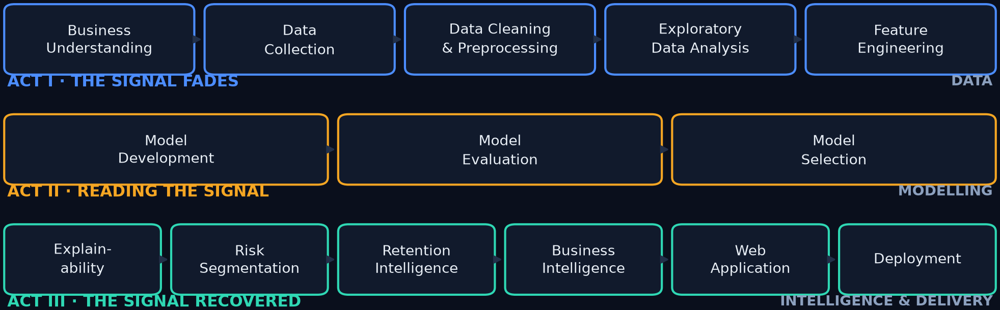 Business
Understanding
Data
Collection
Data Cleaning
& Preprocessing
Exploratory
Data Analysis
Feature
Engineering
ACT I · THE SIGNAL FADES
DATA
Model
Development
Model
Evaluation
Model
Selection
ACT II · READING THE SIGNAL
MODELLING
Explain-
ability
Risk
Segmentation
Retention
Intelligence
Business
Intelligence
Web
Application
Deployment
ACT III · THE SIGNAL RECOVERED
INTELLIGENCE & DELIVERY